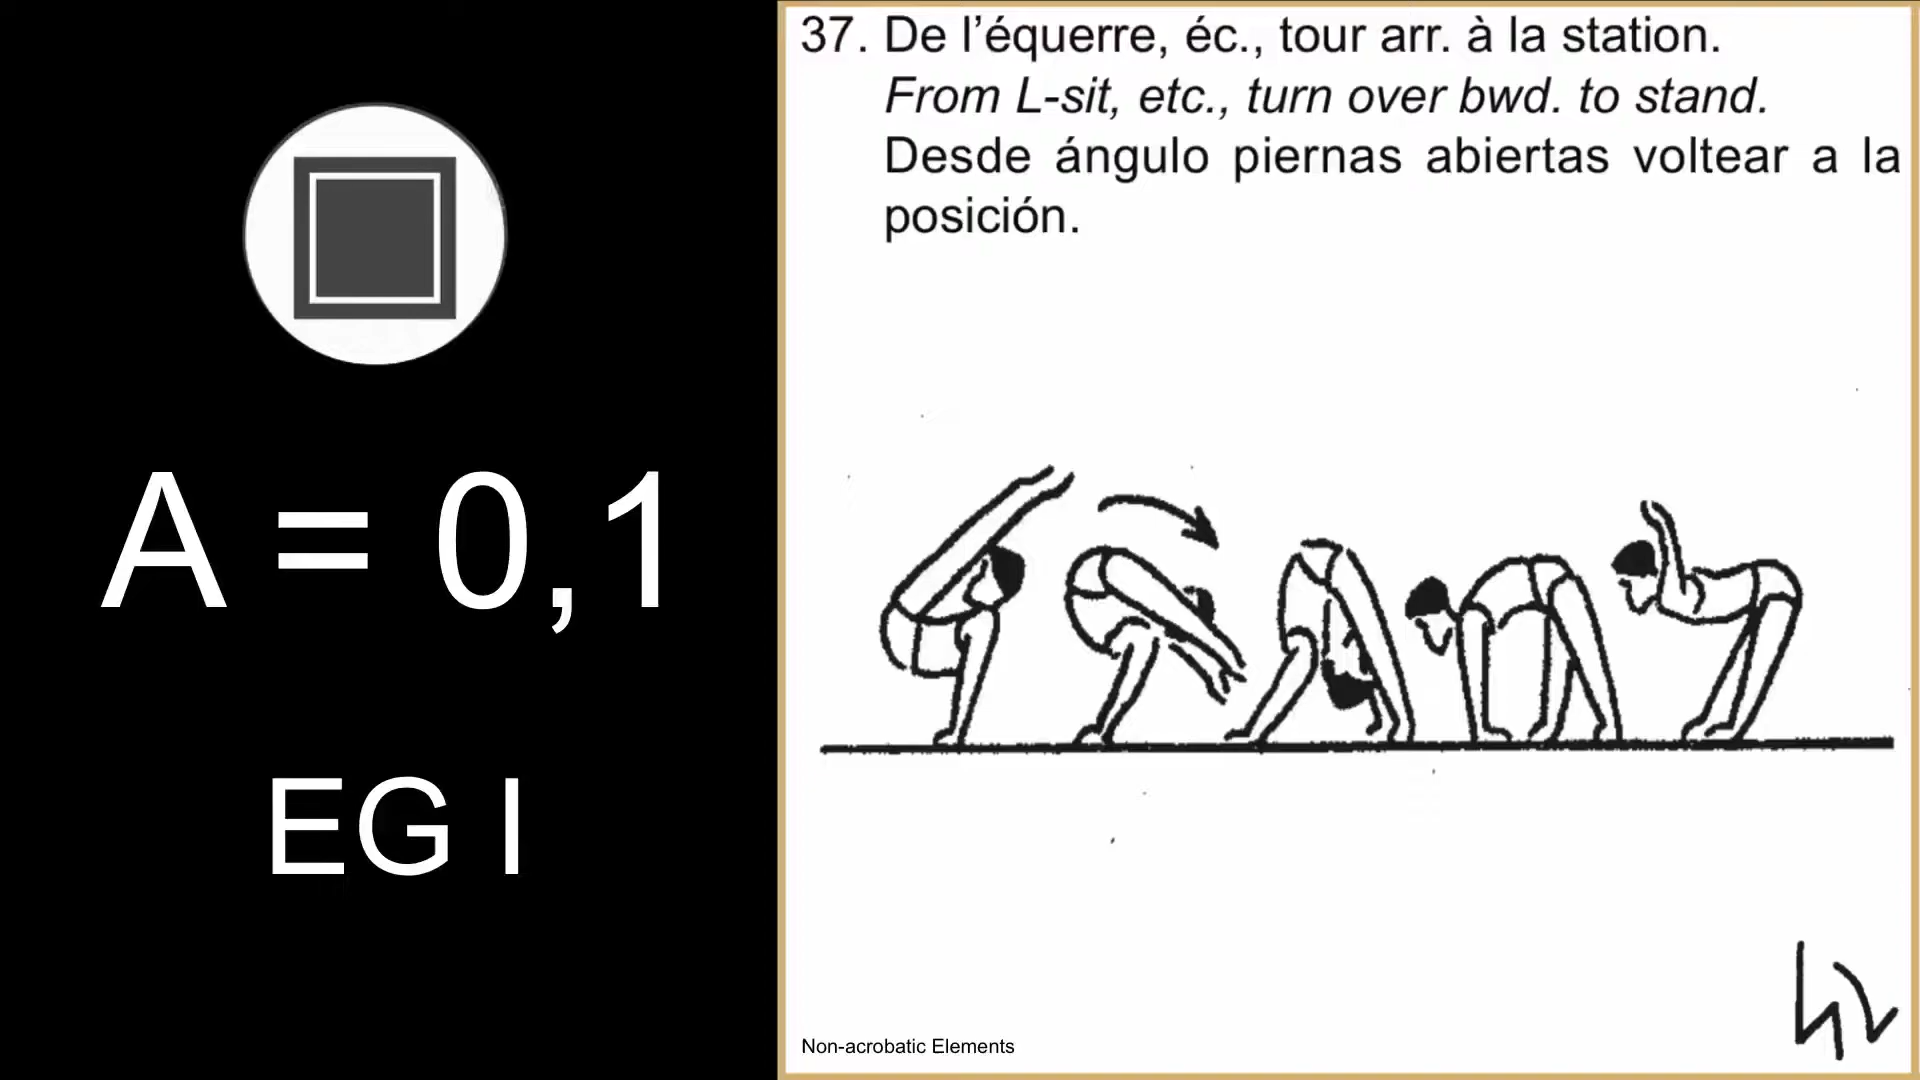 A = 0,1
EG I
37. De l’équerre, éc., tour arr. à la station.
From L-sit, etc., turn over bwd. to stand.
Desde ángulo piernas abiertas voltear a la
posición.
Non-acrobatic Elements